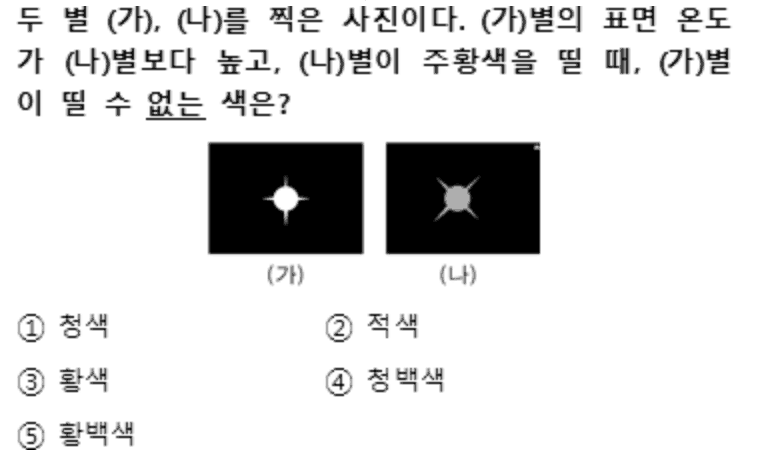 두 별 (가), (나)를 찍은 사진이다. (가)별의 표면 온도
가 (나)별보다 높고, (나)별이 주황색을 띨 때, (가)별
이 띨 수 없는 색은?
(가) (나)
① 청색 ② 적색
③ 황색 ④ 청백색
⑤ 황백색